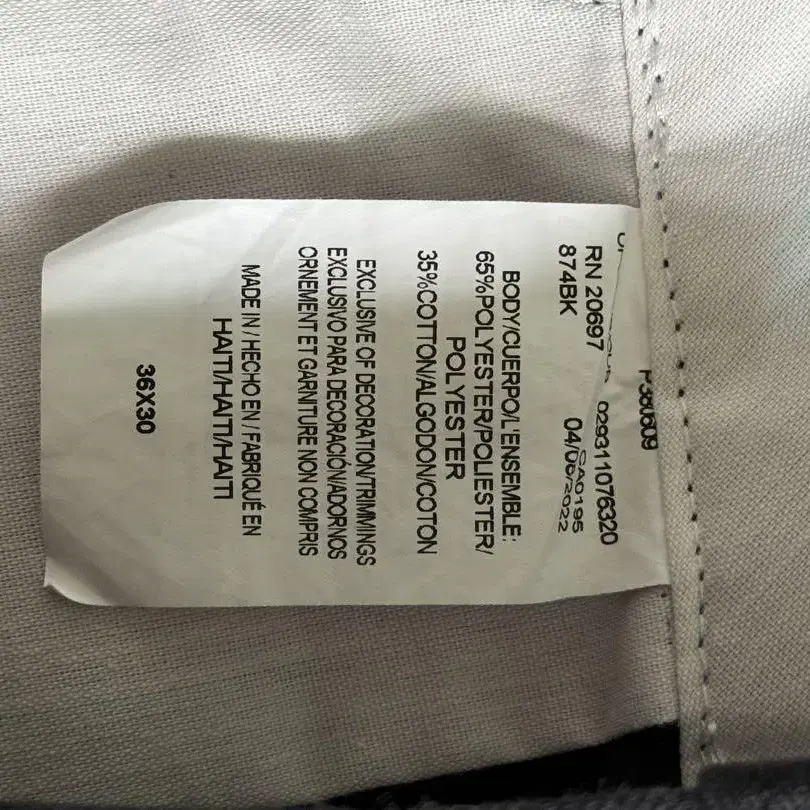 RN 20697 029311076320
874BK 04/06/2022
CA0195
BODY/CUERPO/L'ENSEMBLE:
65%POLYESTER/POLIESTER/
POLYESTER
35%COTTON/ALGODON/COTON
EXCLUSIVE OF DECORATION/TRIMMINGS
EXCLUSIVO PARA DECORACIÓN/ADORNOS
ORNEMENT ET GARNITURE NON COMPRIS
MADE IN / HECHO EN / FABRIQUÉ EN
HAITI/HAITI/HAITI
36X30